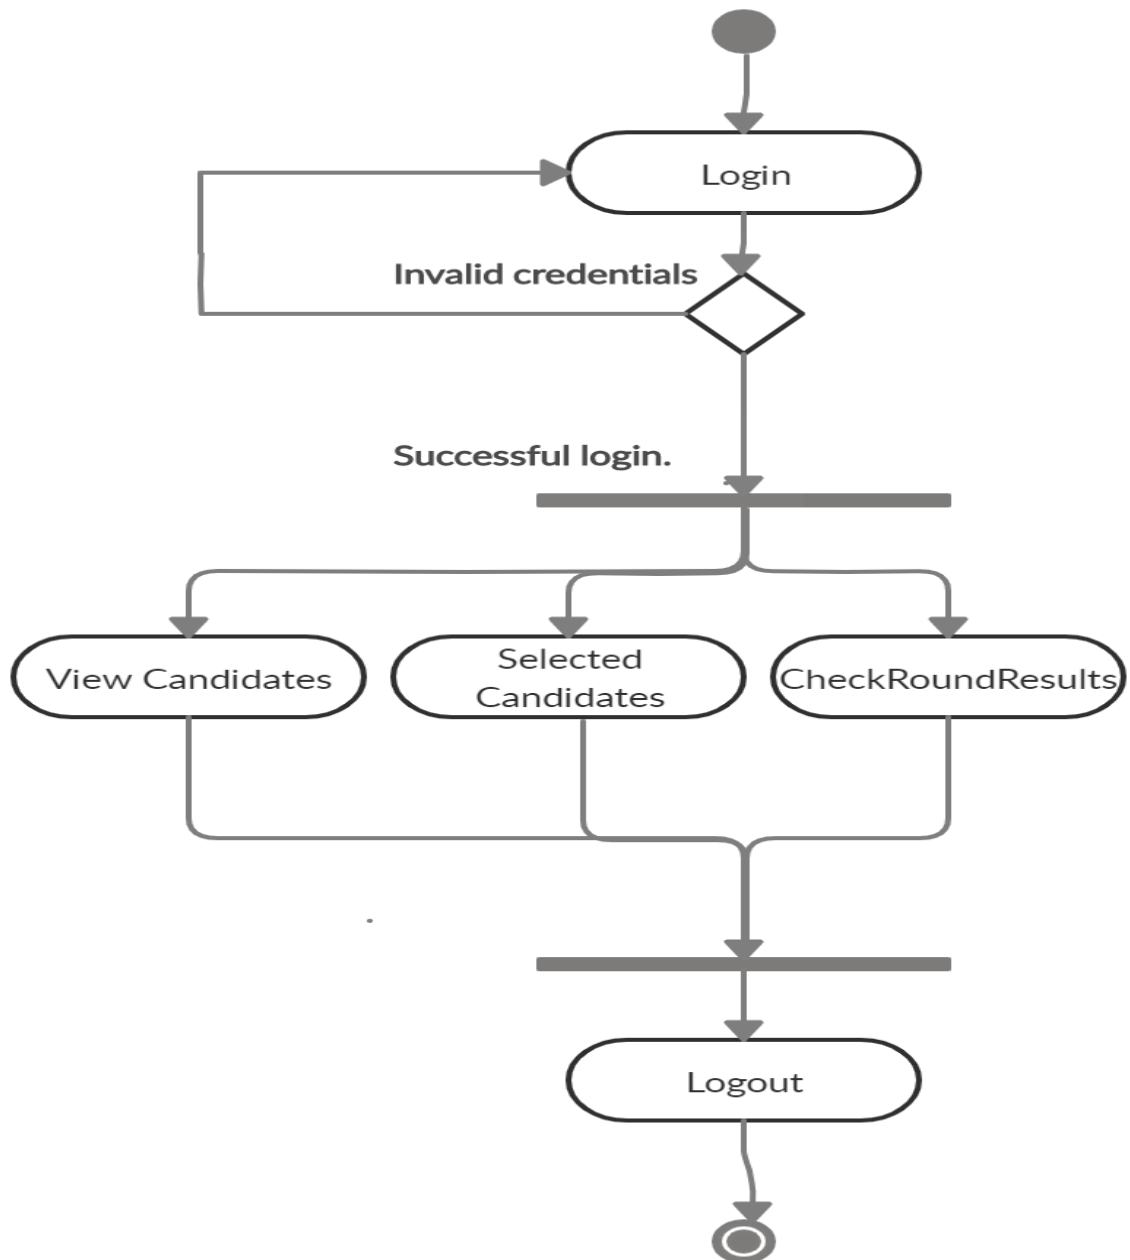 Login
Invalid credentials
Successful login.
View Candidates
Selected
Candidates
CheckRoundResults
Logout